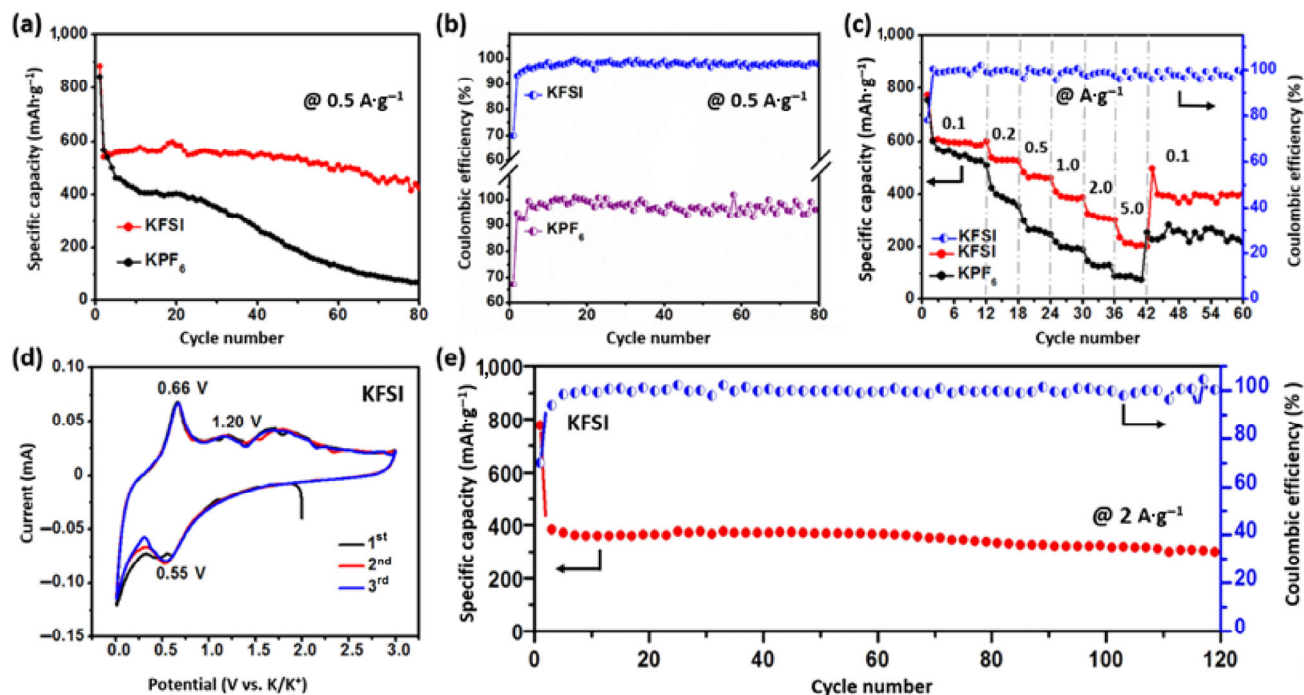 (a)
1,000
800
600
400
200
0
Specific capacity (mAh·g⁻¹)
@ 0.5 A·g⁻¹
KFSI
KPF₆
0 20 40 60 80
Cycle number
(b)
100
90
80
70
60
100
90
80
70
60
Coulombic efficiency (%)
KFSI
@ 0.5 A·g⁻¹
KPF₆
0 20 40 60 80
Cycle number
(c)
1,000
800
600
400
200
0
Specific capacity (mAh·g⁻¹)
@ A·g⁻¹
0.1
0.2
0.5
1.0
2.0
5.0
0.1
KFSI
KFSI
KPF₆
100
80
60
40
20
0
Coulombic efficiency (%)
0 6 12 18 24 30 36 42 48 54 60
Cycle number
(d)
0.10
0.05
0
−0.05
−0.10
−0.15
Current (mA)
0.66 V
1.20 V
KFSI
0.55 V
1st
2nd
3rd
0.0 0.5 1.0 1.5 2.0 2.5 3.0
Potential (V vs. K/K⁺)
(e)
1,000
800
600
400
200
0
Specific capacity (mAh·g⁻¹)
KFSI
@ 2 A·g⁻¹
100
80
60
40
20
0
Coulombic efficiency (%)
0 20 40 60 80 100 120
Cycle number